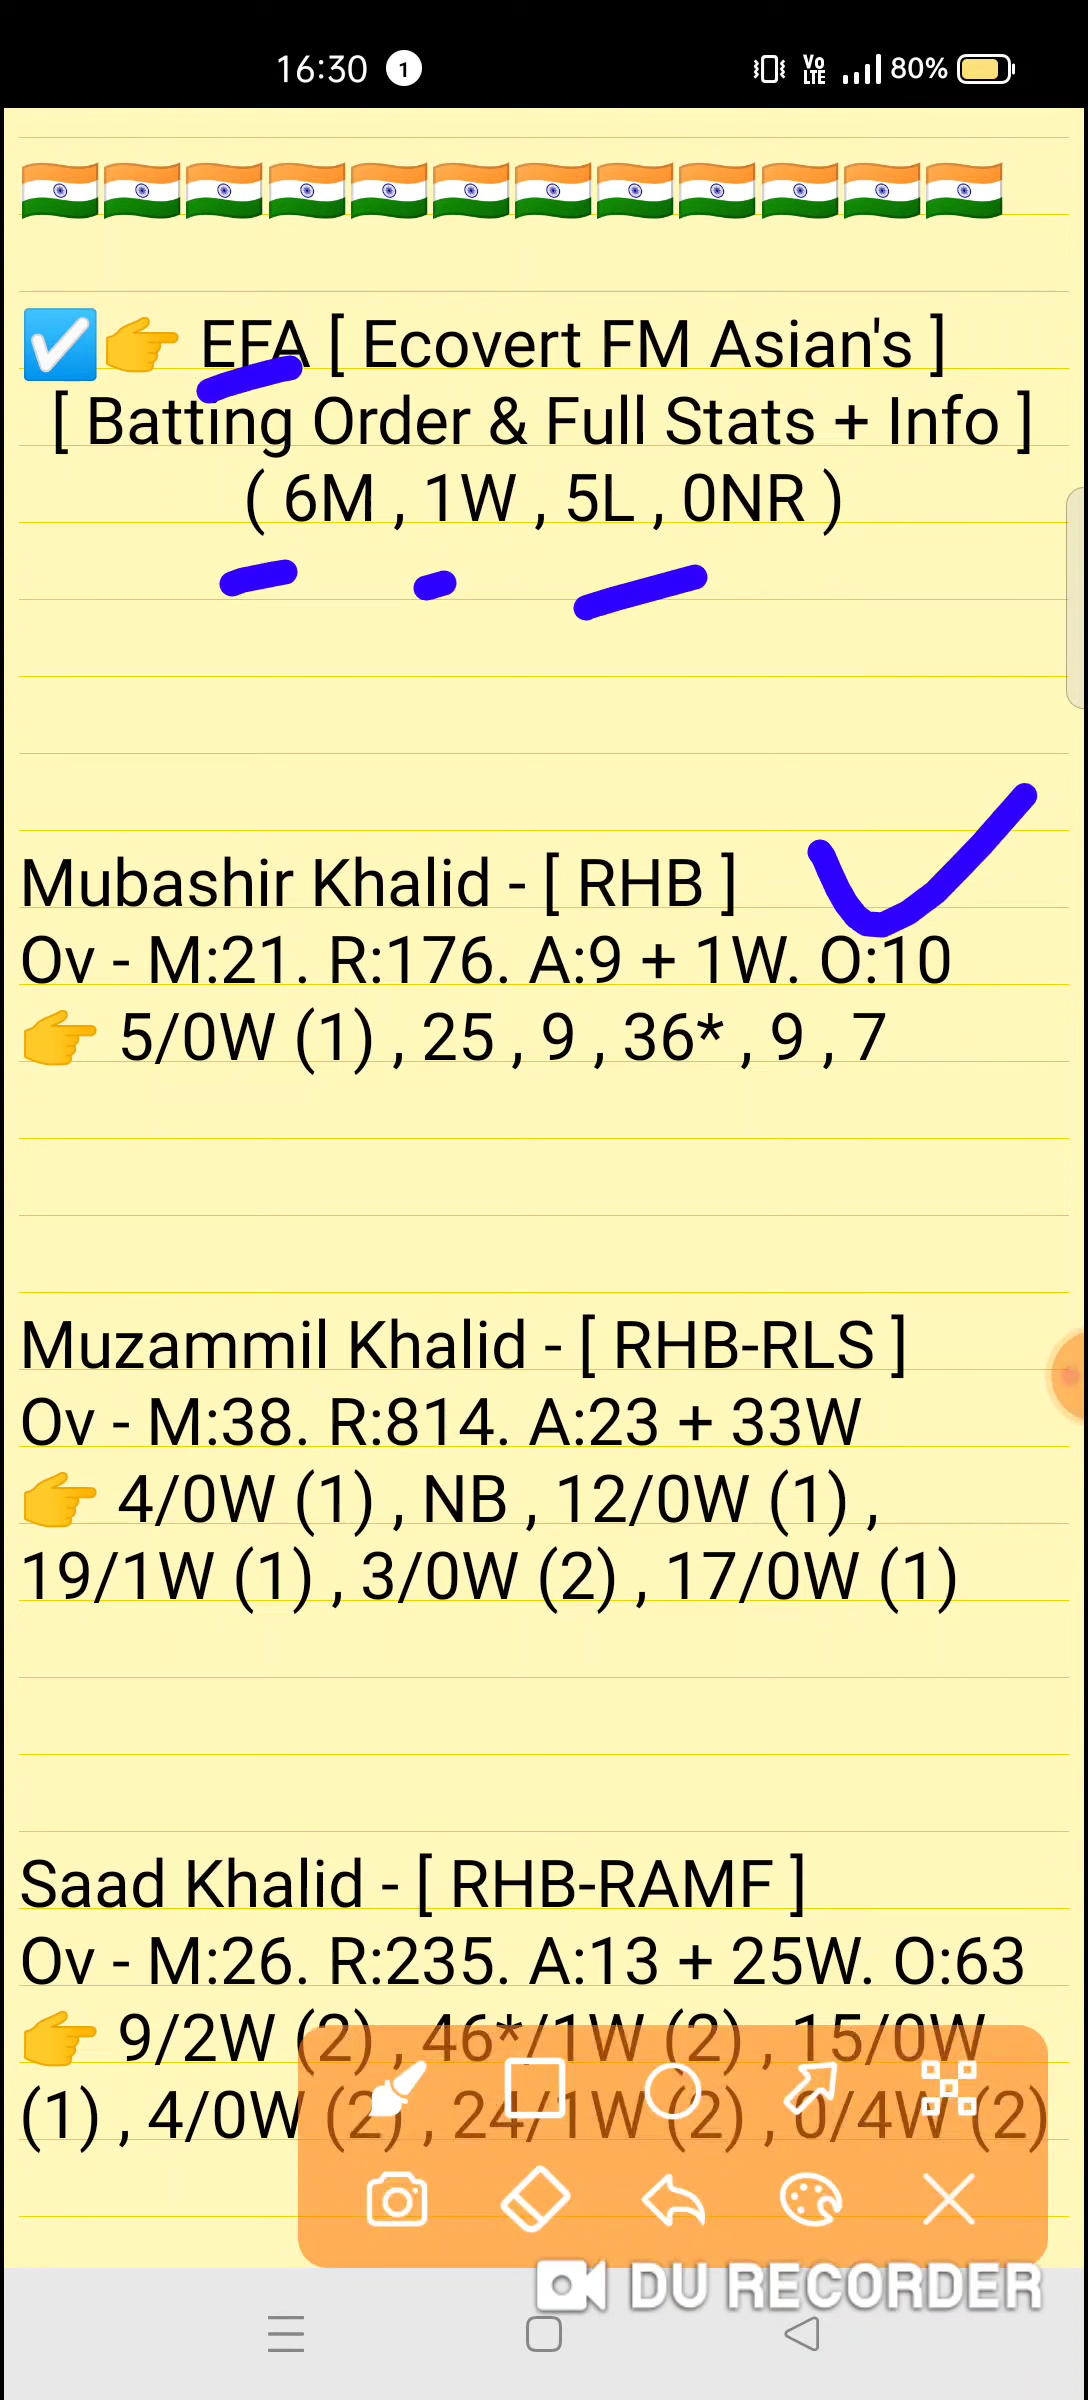 16:30 1 Vo LTE 80%
EFA [ Ecovert FM Asian's ]
[ Batting Order & Full Stats + Info ]
( 6M , 1W , 5L , 0NR )
Mubashir Khalid - [ RHB ]
Ov - M:21. R:176. A:9 + 1W. O:10
5/0W (1) , 25 , 9 , 36* , 9 , 7
Muzammil Khalid - [ RHB-RLS ]
Ov - M:38. R:814. A:23 + 33W
4/0W (1) , NB , 12/0W (1) ,
19/1W (1) , 3/0W (2) , 17/0W (1)
Saad Khalid - [ RHB-RAMF ]
Ov - M:26. R:235. A:13 + 25W. O:63
9/2W (2) , 46*/1W (2) , 15/0W
(1) , 4/0W (2) , 24/1W (2) , 0/4W (2)
DU RECORDER